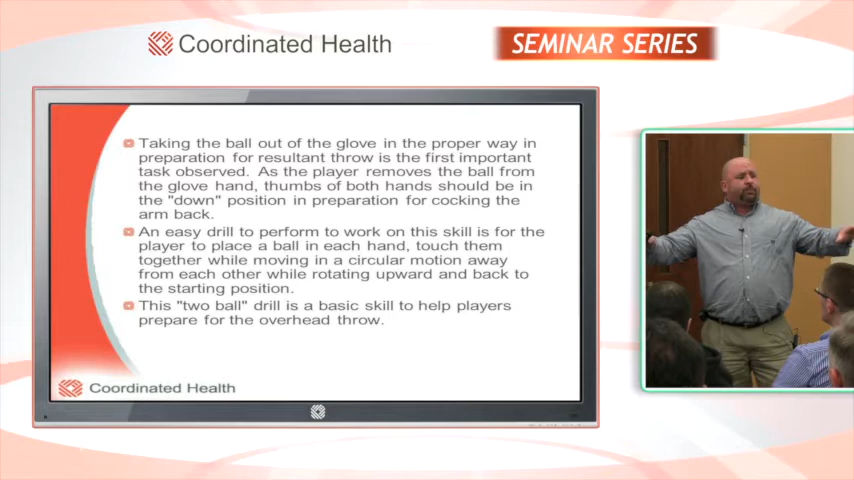 Coordinated Health
SEMINAR SERIES
Taking the ball out of the glove in the proper way in
preparation for resultant throw is the first important
task observed. As the player removes the ball from
the glove hand, thumbs of both hands should be in
the "down" position in preparation for cocking the
arm back.
An easy drill to perform to work on this skill is for the
player to place a ball in each hand, touch them
together while moving in a circular motion away
from each other while rotating upward and back to
the starting position.
This "two ball" drill is a basic skill to help players
prepare for the overhead throw.
Coordinated Health